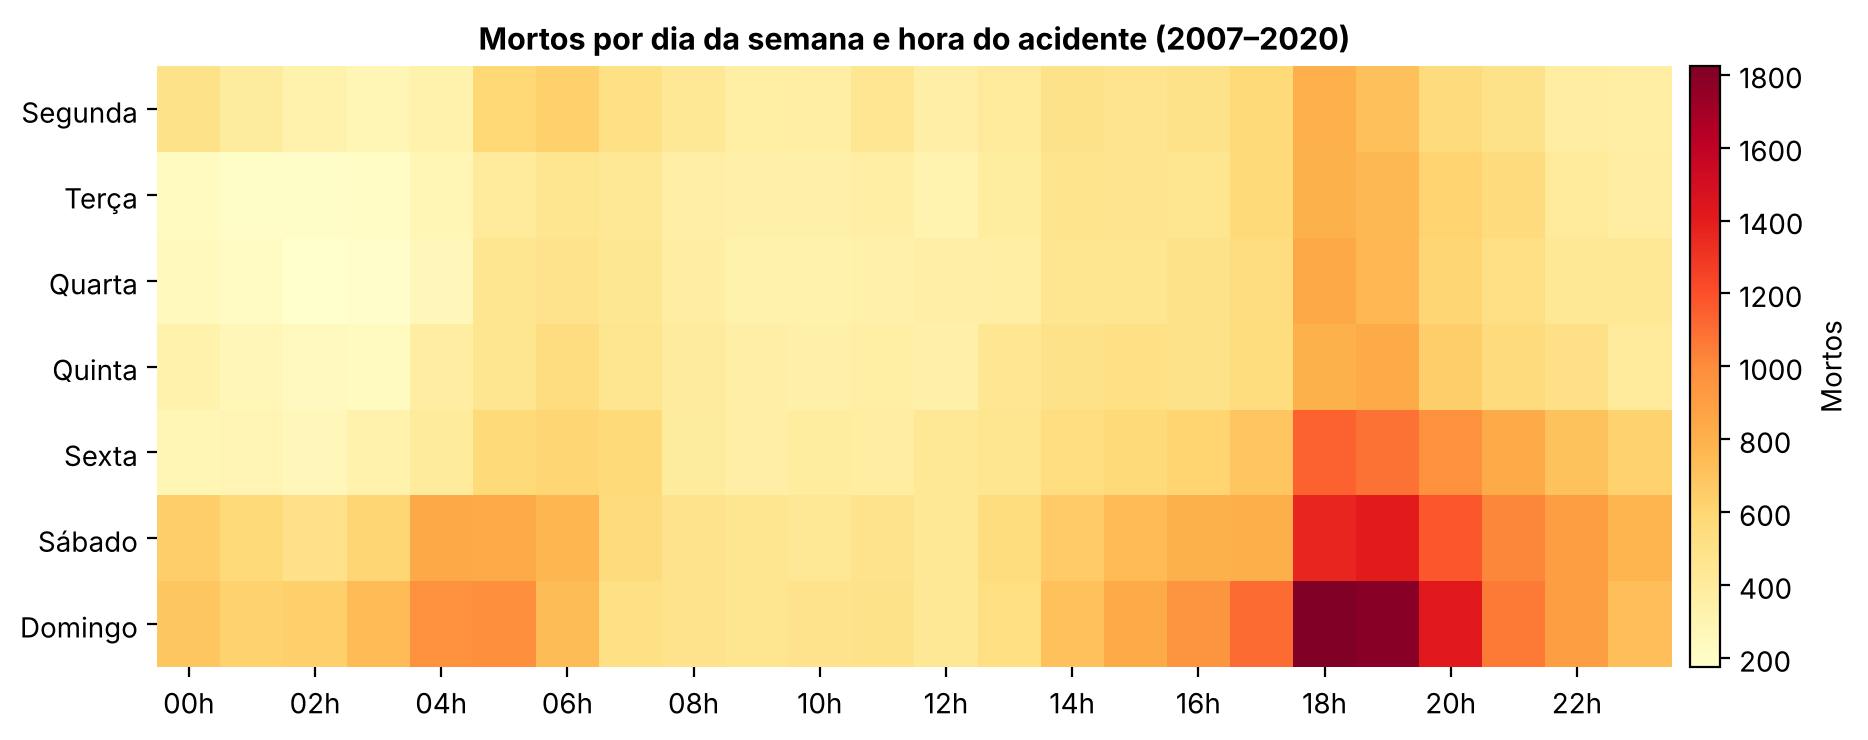 Mortos por dia da semana e hora do acidente (2007–2020)
Segunda
Terça
Quarta
Quinta
Sexta
Sábado
Domingo
00h 02h 04h 06h 08h 10h 12h 14h 16h 18h 20h 22h
1800
1600
1400
1200
1000
800
600
400
200
Mortos